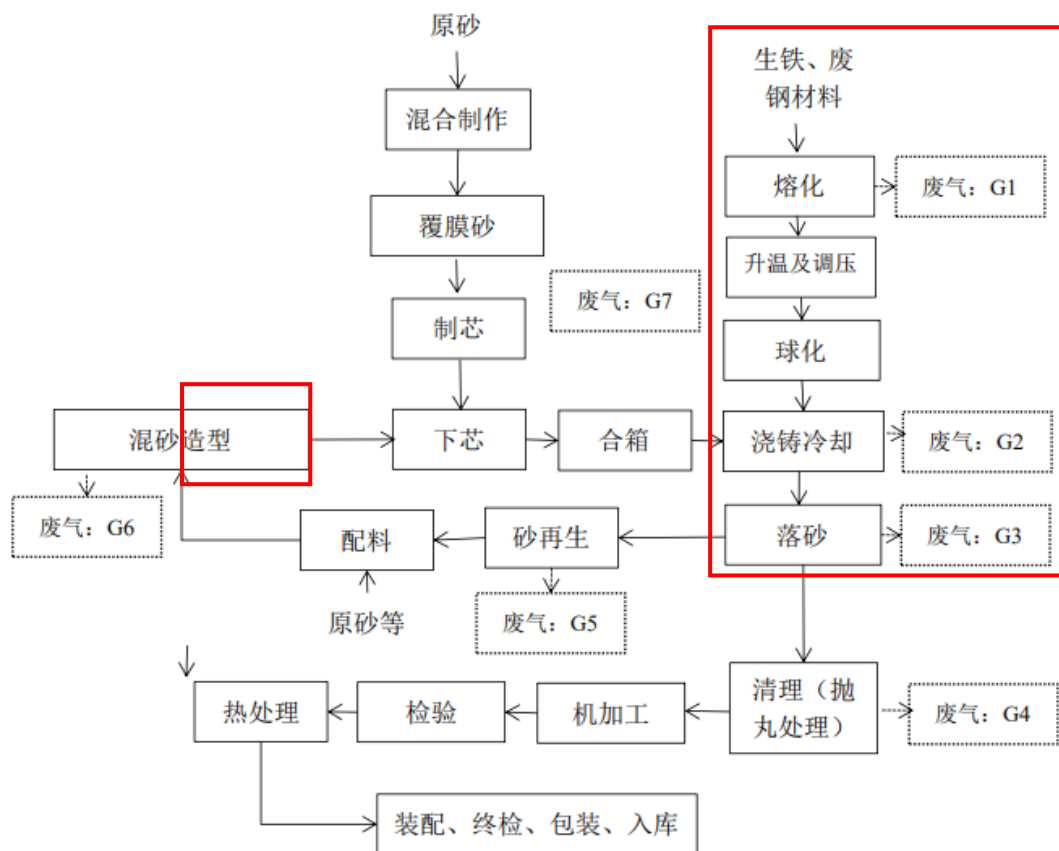 原砂
生铁、废
钢材料
混合制作
熔化
废气：G1
覆膜砂
升温及调压
废气：G7
制芯
球化
混砂造型
下芯
合箱
浇铸冷却
废气：G2
废气：G6
配料
砂再生
落砂
废气：G3
原砂等
废气：G5
清理（抛
丸处理）
热处理
检验
机加工
废气：G4
装配、终检、包装、入库